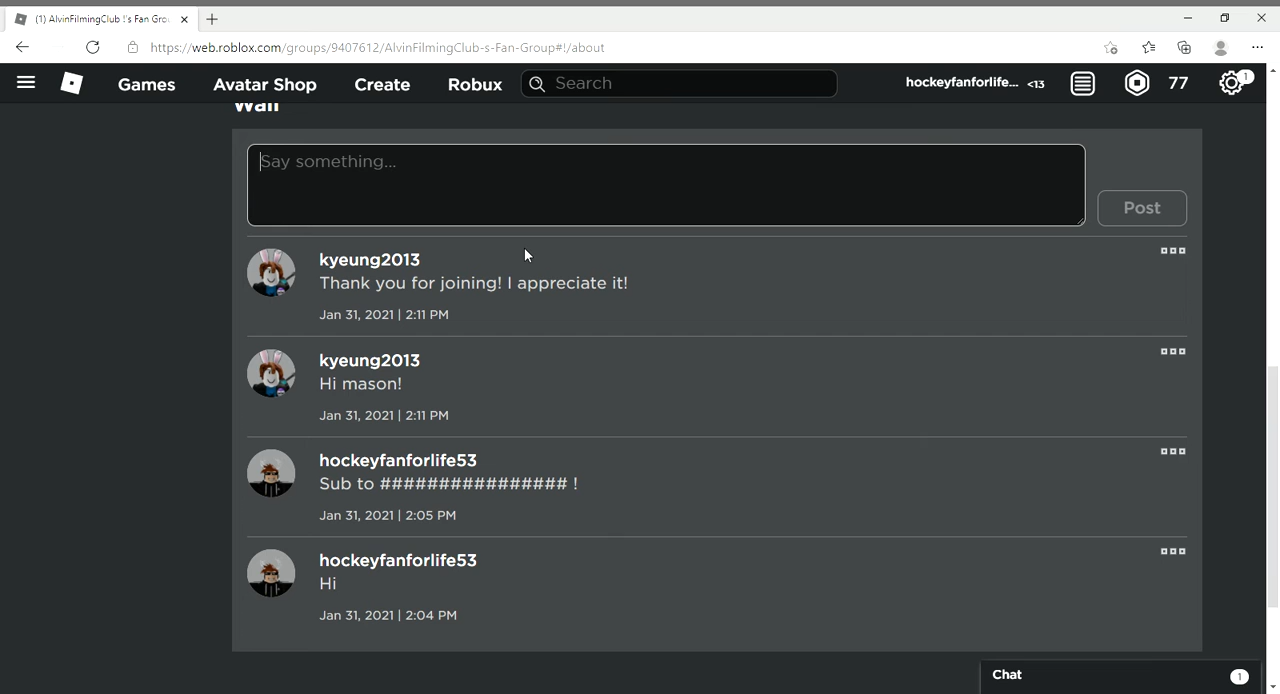 (1) AlvinFilmingClub !'s Fan Grou
https://web.roblox.com/groups/9407612/AlvinFilmingClub-s-Fan-Group#!/about
Games Avatar Shop Create Robux Search hockeyfanforlife... <13 77 1
Wall
Say something...
Post
kyeung2013
Thank you for joining! I appreciate it!
Jan 31, 2021 | 2:11 PM
kyeung2013
Hi mason!
Jan 31, 2021 | 2:11 PM
hockeyfanforlife53
Sub to ################ !
Jan 31, 2021 | 2:05 PM
hockeyfanforlife53
Hi
Jan 31, 2021 | 2:04 PM
Chat 1